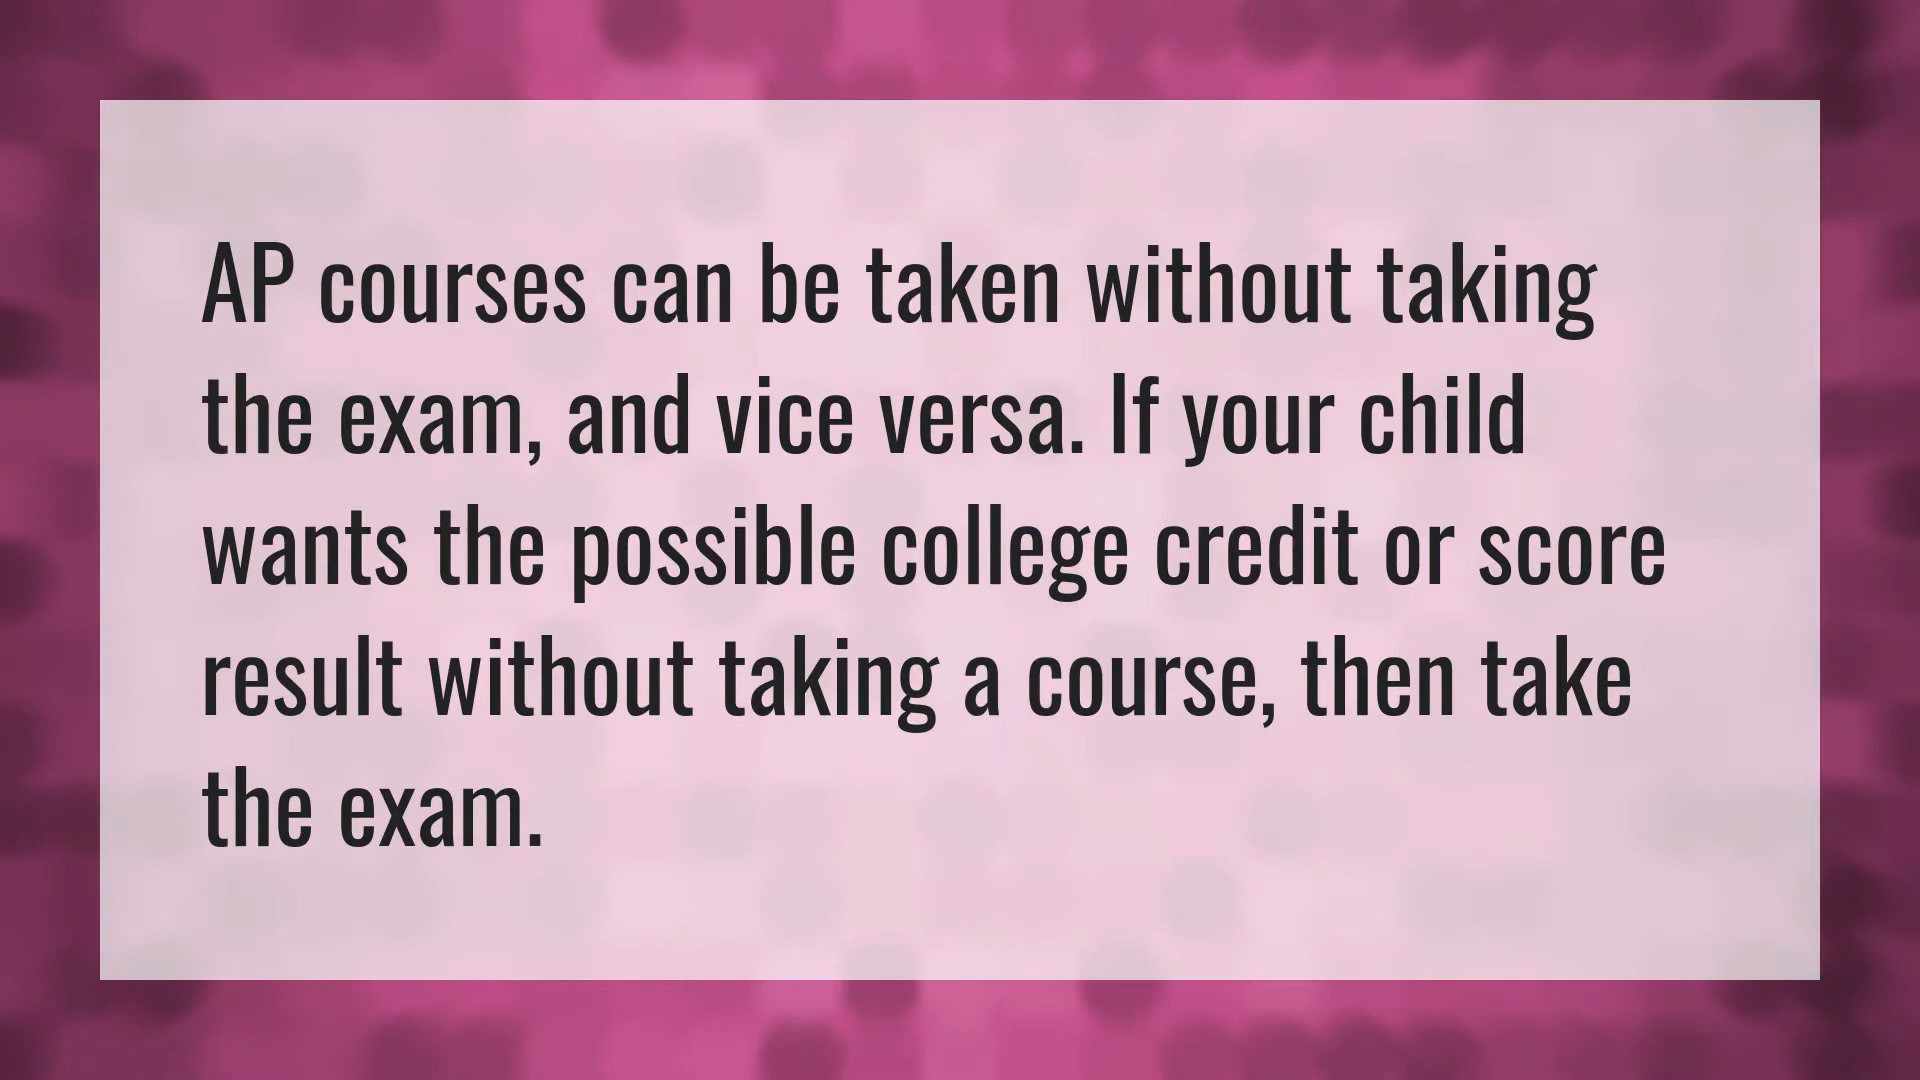 AP courses can be taken without taking
the exam, and vice versa. If your child
wants the possible college credit or score
result without taking a course, then take
the exam.